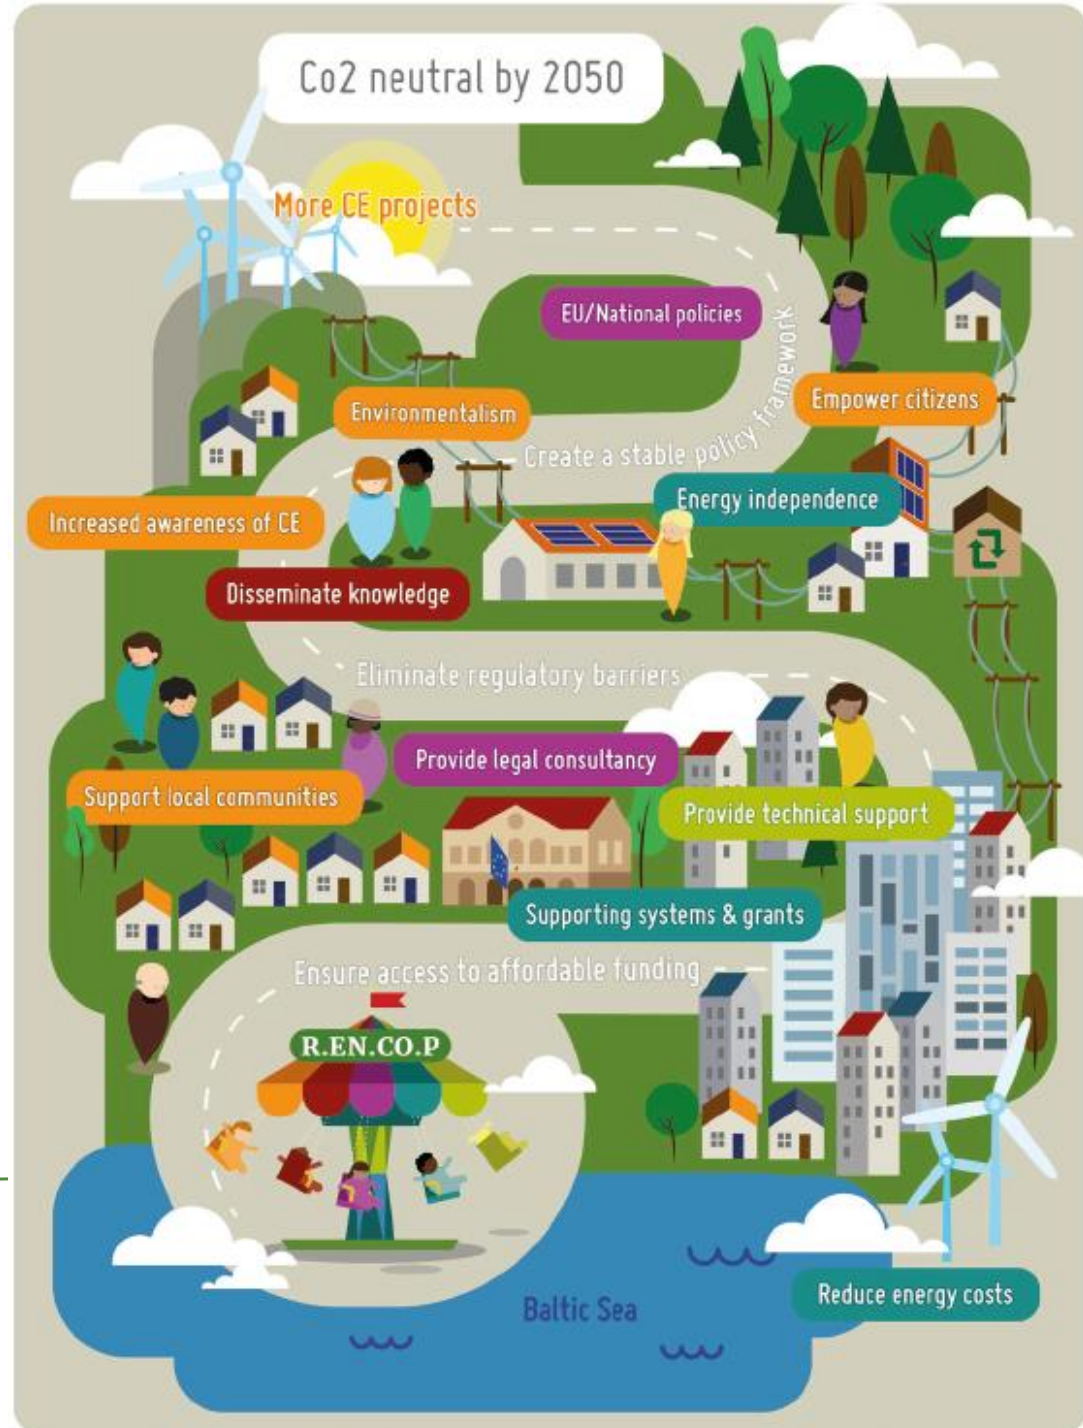 Co2 neutral by 2050
More CE projects
EU/National policies
Empower citizens
Environmentalism
Create a stable policy framework
Energy independence
Increased awareness of CE
Disseminate knowledge
Eliminate regulatory barriers
Provide legal consultancy
Support local communities
Provide technical support
Supporting systems & grants
Ensure access to affordable funding
R.EN.CO.P
Reduce energy costs
Baltic Sea